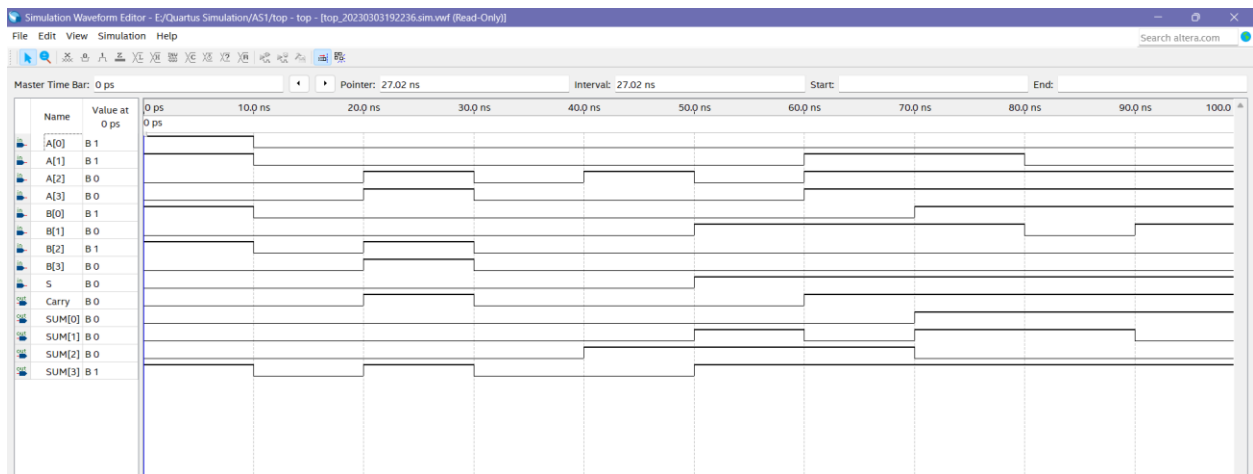 Simulation Waveform Editor - E:/Quartus Simulation/AS1/top - top - [top_20230303192236.sim.vwf (Read-Only)]
File Edit View Simulation Help
Search altera.com
Master Time Bar: 0 ps Pointer: 27.02 ns Interval: 27.02 ns Start: End:
Name Value at 0 ps
0 ps 10.0 ns 20.0 ns 30.0 ns 40.0 ns 50.0 ns 60.0 ns 70.0 ns 80.0 ns 90.0 ns 100.0
0 ps
A[0] B 1
A[1] B 1
A[2] B 0
A[3] B 0
B[0] B 1
B[1] B 0
B[2] B 1
B[3] B 0
S B 0
Carry B 0
SUM[0] B 0
SUM[1] B 0
SUM[2] B 0
SUM[3] B 1